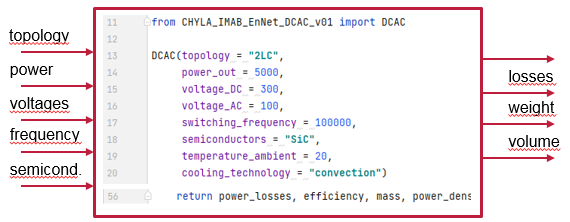 topology
power
voltages
frequency
semicond.
11 from CHYLA_IMAB_EnNet_DCAC_v01 import DCAC
12
13 DCAC(topology = "2LC",
14 power_out = 5000,
15 voltage_DC = 300,
16 voltage_AC = 100,
17 switching_frequency = 100000,
18 semiconductors = "SiC",
19 temperature_ambient = 20,
20 cooling_technology = "convection")
56 return power_losses, efficiency, mass, power_dens
losses
weight
volume